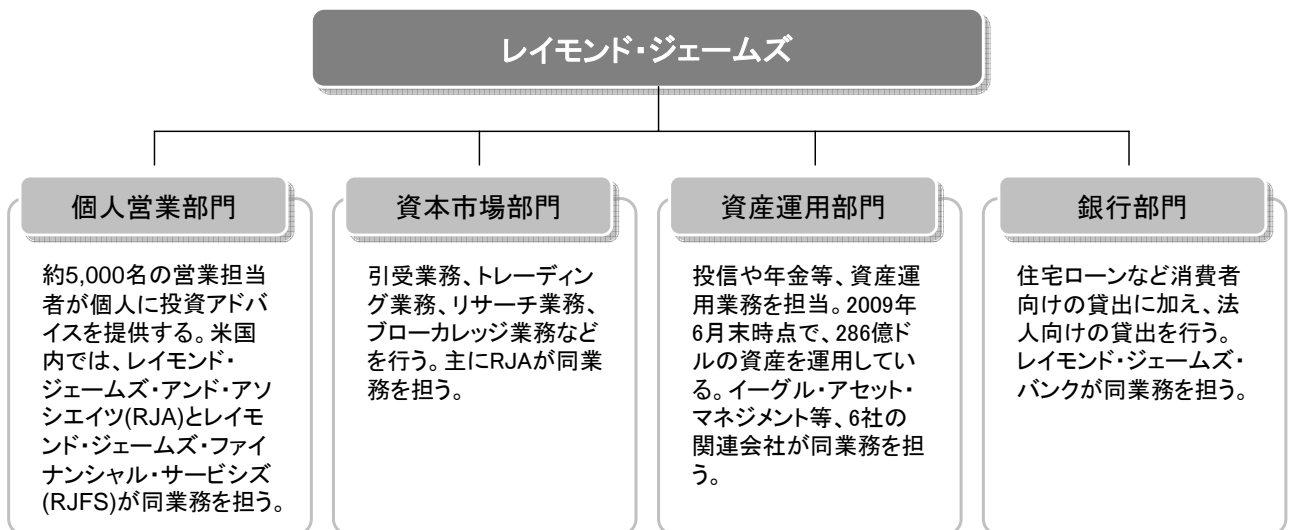 レイモンド・ジェームズ
個人営業部門
約5,000名の営業担当
者が個人に投資アドバ
イスを提供する。米国
内では、レイモンド・
ジェームズ・アンド・アソ
シエイツ(RJA)とレイモ
ンド・ジェームズ・ファイ
ナンシャル・サービシズ
(RJFS)が同業務を担う。
資本市場部門
引受業務、トレーディン
グ業務、リサーチ業務、
ブローカレッジ業務など
を行う。主にRJAが同業
務を担う。
資産運用部門
投信や年金等、資産運
用業務を担当。2009年
6月末時点で、286億ド
ルの資産を運用してい
る。イーグル・アセット・
マネジメント等、6社の
関連会社が同業務を担
う。
銀行部門
住宅ローンなど消費者
向けの貸出に加え、法
人向けの貸出を行う。
レイモンド・ジェームズ・
バンクが同業務を担う。